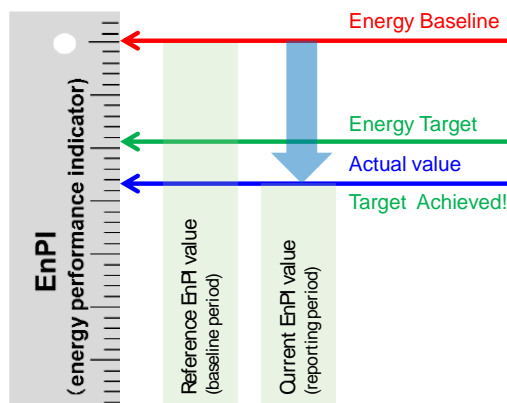 Energy Baseline
Energy Target
Actual value
Target Achieved!
EnPI
(energy performance indicator)
Reference EnPI value
(baseline period)
Current EnPI value
(reporting period)